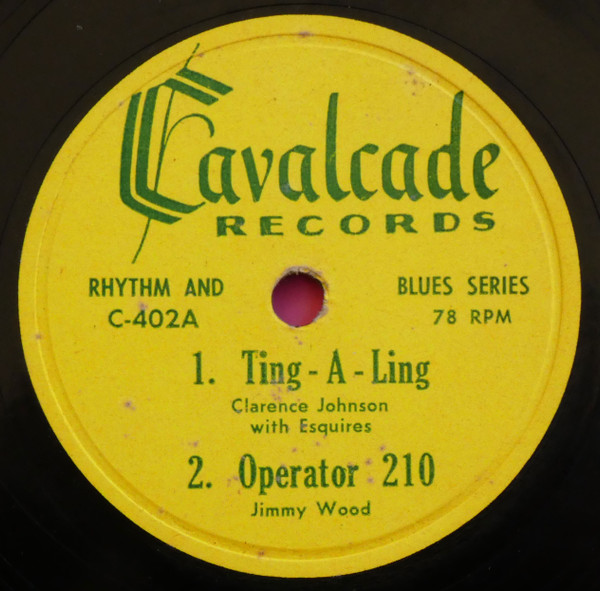 Cavalcade
RECORDS
RHYTHM AND BLUES SERIES
C-402A 78 RPM
1. Ting-A-Ling
Clarence Johnson
with Esquires
2. Operator 210
Jimmy Wood